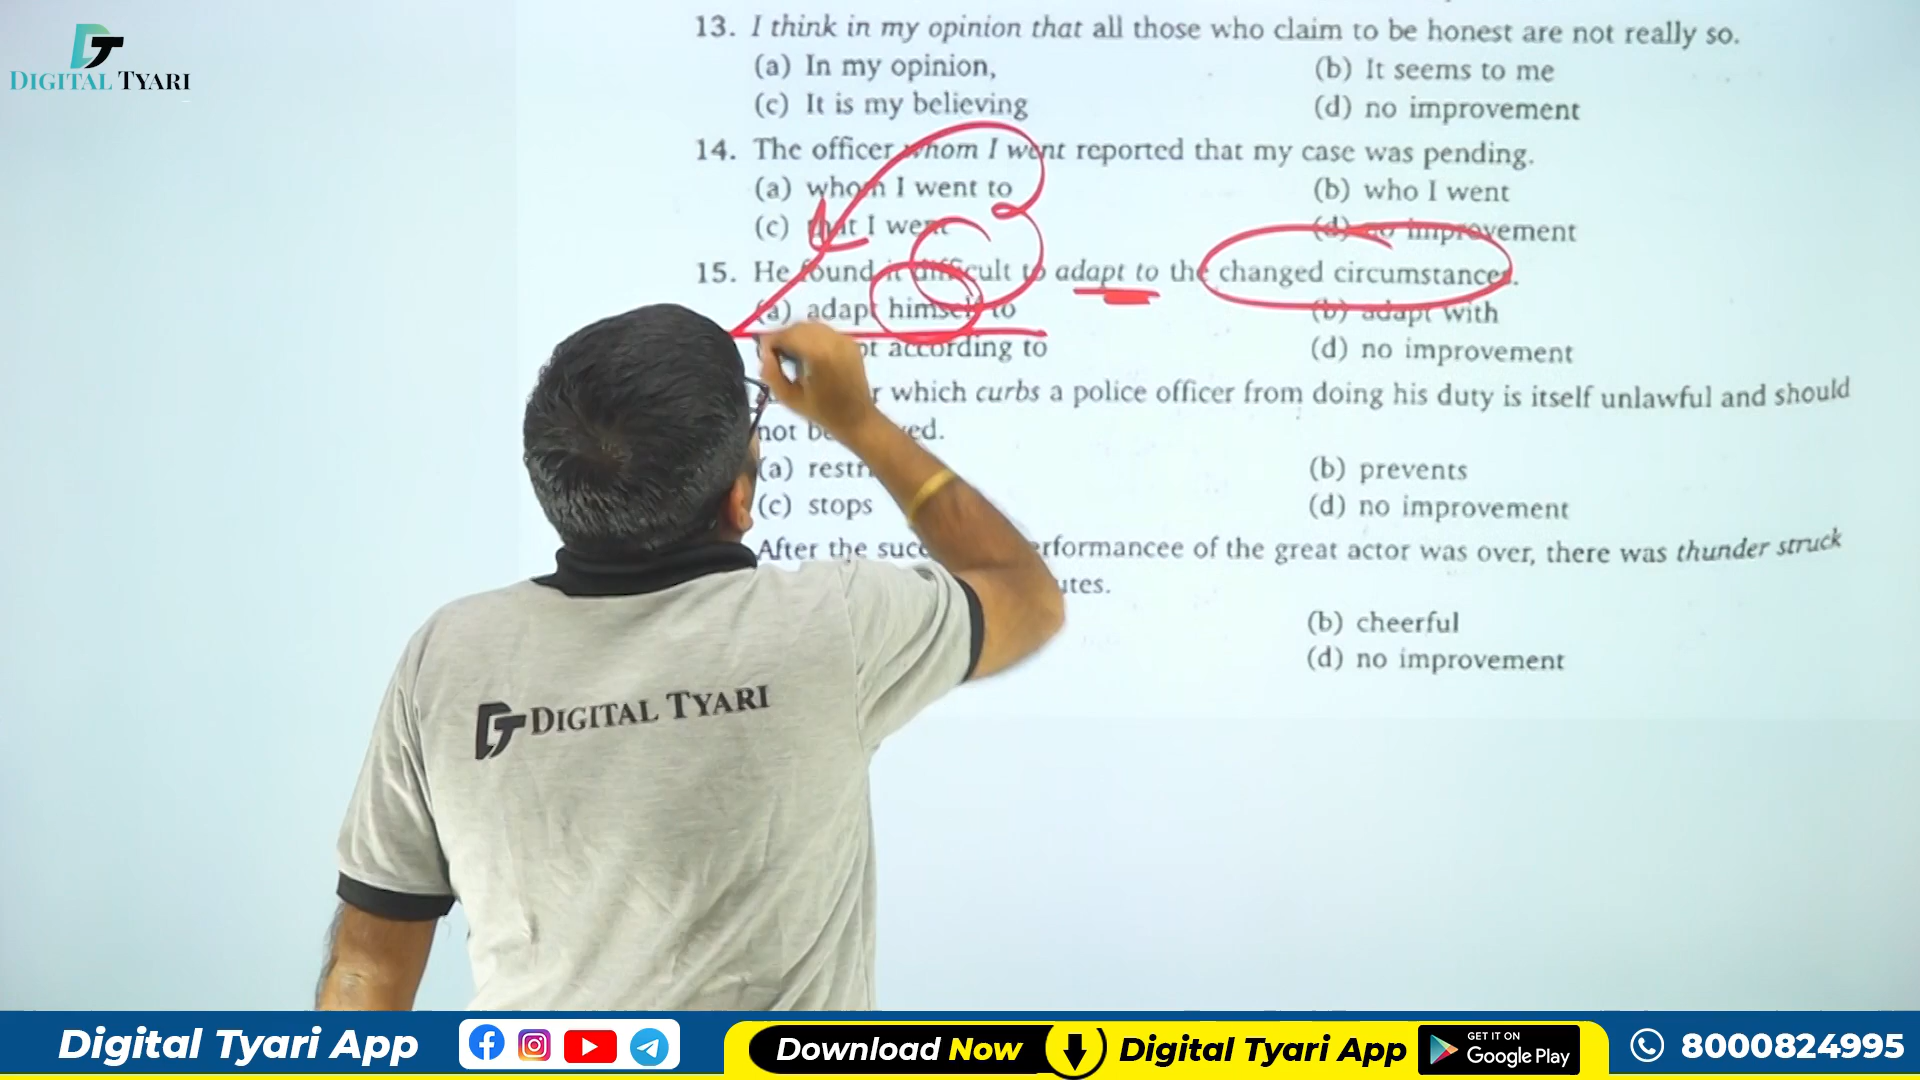 DIGITAL TYARI
13. I think in my opinion that all those who claim to be honest are not really so.
(a) In my opinion,
(b) It seems to me
(c) It is my believing
(d) no improvement
14. The officer whom I went reported that my case was pending.
(a) whom I went to
(b) who I went
(c) that I went
(d) no improvement
15. He found it difficult to adapt to the changed circumstances.
(a) adapt himself to
(b) adapt with
according to
(d) no improvement
which curbs a police officer from doing his duty is itself unlawful and should
not
(a)
(b) prevents
(c) stops
(d) no improvement
After the of the great actor was over, there was thunder struck
(b) cheerful
(d) no improvement
DIGITAL TYARI
Digital Tyari App
Download Now
Digital Tyari App
GET IT ON
Google Play
8000824995